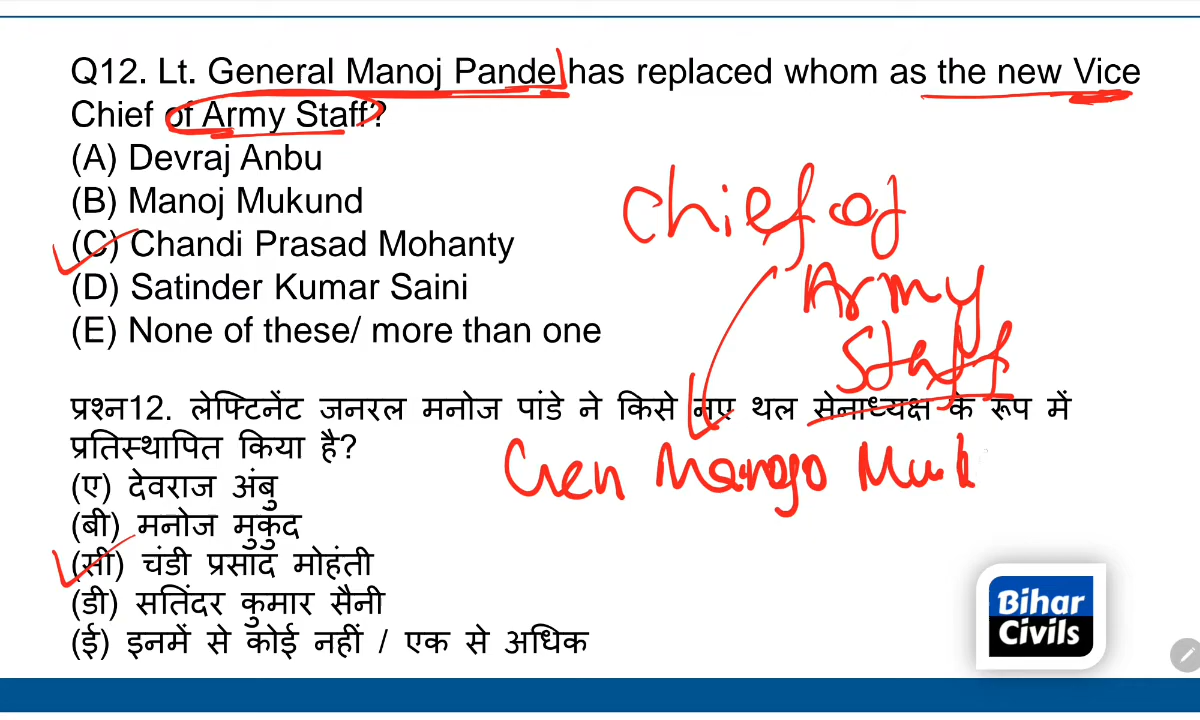 Q12. Lt. General Manoj Pande has replaced whom as the new Vice
Chief of Army Staff?
(A) Devraj Anbu
(B) Manoj Mukund
(C) Chandi Prasad Mohanty
(D) Satinder Kumar Saini
(E) None of these/ more than one
Chief of
Army
Staff
प्रश्न12. लेफ्टिनेंट जनरल मनोज पांडे ने किसे नए थल सेनाध्यक्ष के रूप में
प्रतिस्थापित किया है?
Gen Manojo Muk
(ए) देवराज अंबु
(बी) मनोज मुकुंद
(सी) चंडी प्रसाद मोहंती
(डी) सतिंदर कुमार सैनी
(ई) इनमें से कोई नहीं / एक से अधिक
Bihar
Civils